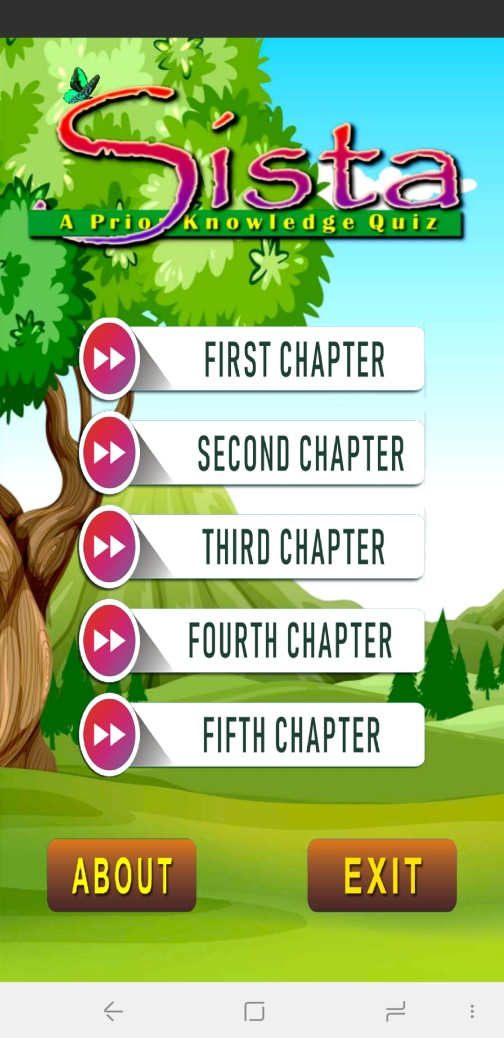 Sista
A Prior Knowledge Quiz
FIRST CHAPTER
SECOND CHAPTER
THIRD CHAPTER
FOURTH CHAPTER
FIFTH CHAPTER
ABOUT
EXIT